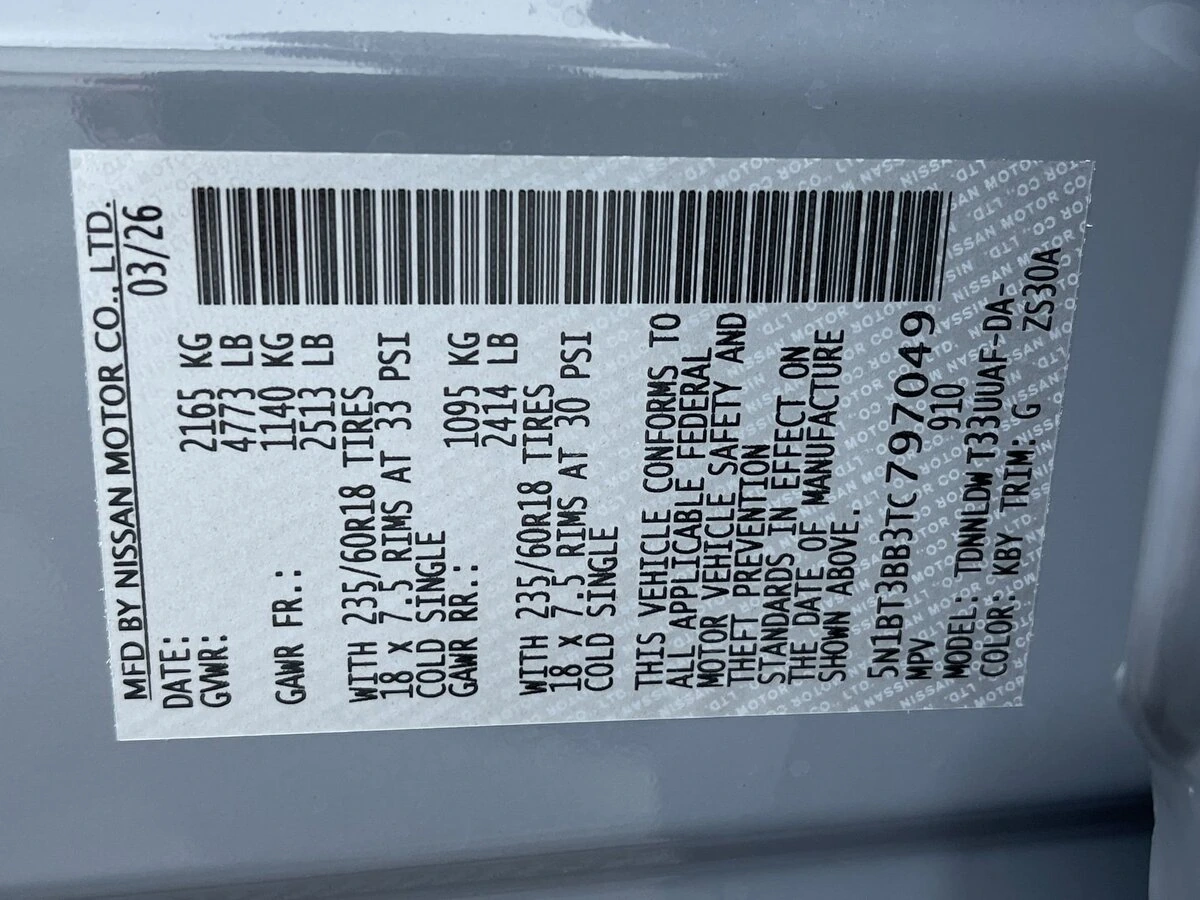 MFD BY NISSAN MOTOR CO., LTD.
DATE: 03/26
GVWR: 2165 KG
4773 LB
GAWR FR.: 1140 KG
2513 LB
WITH 235/60R18 TIRES
18 X 7.5 RIMS AT 33 PSI
COLD SINGLE
GAWR RR.: 1095 KG
2414 LB
WITH 235/60R18 TIRES
18 X 7.5 RIMS AT 30 PSI
COLD SINGLE
THIS VEHICLE CONFORMS TO
ALL APPLICABLE FEDERAL
MOTOR VEHICLE SAFETY AND
THEFT PREVENTION
STANDARDS IN EFFECT ON
THE DATE OF MANUFACTURE
SHOWN ABOVE.
5N1BT3BB3TC797049
MPV 910
MODEL: TDNNLDW T33UUAF-DA-
COLOR: KBY TRIM: G ZS30A